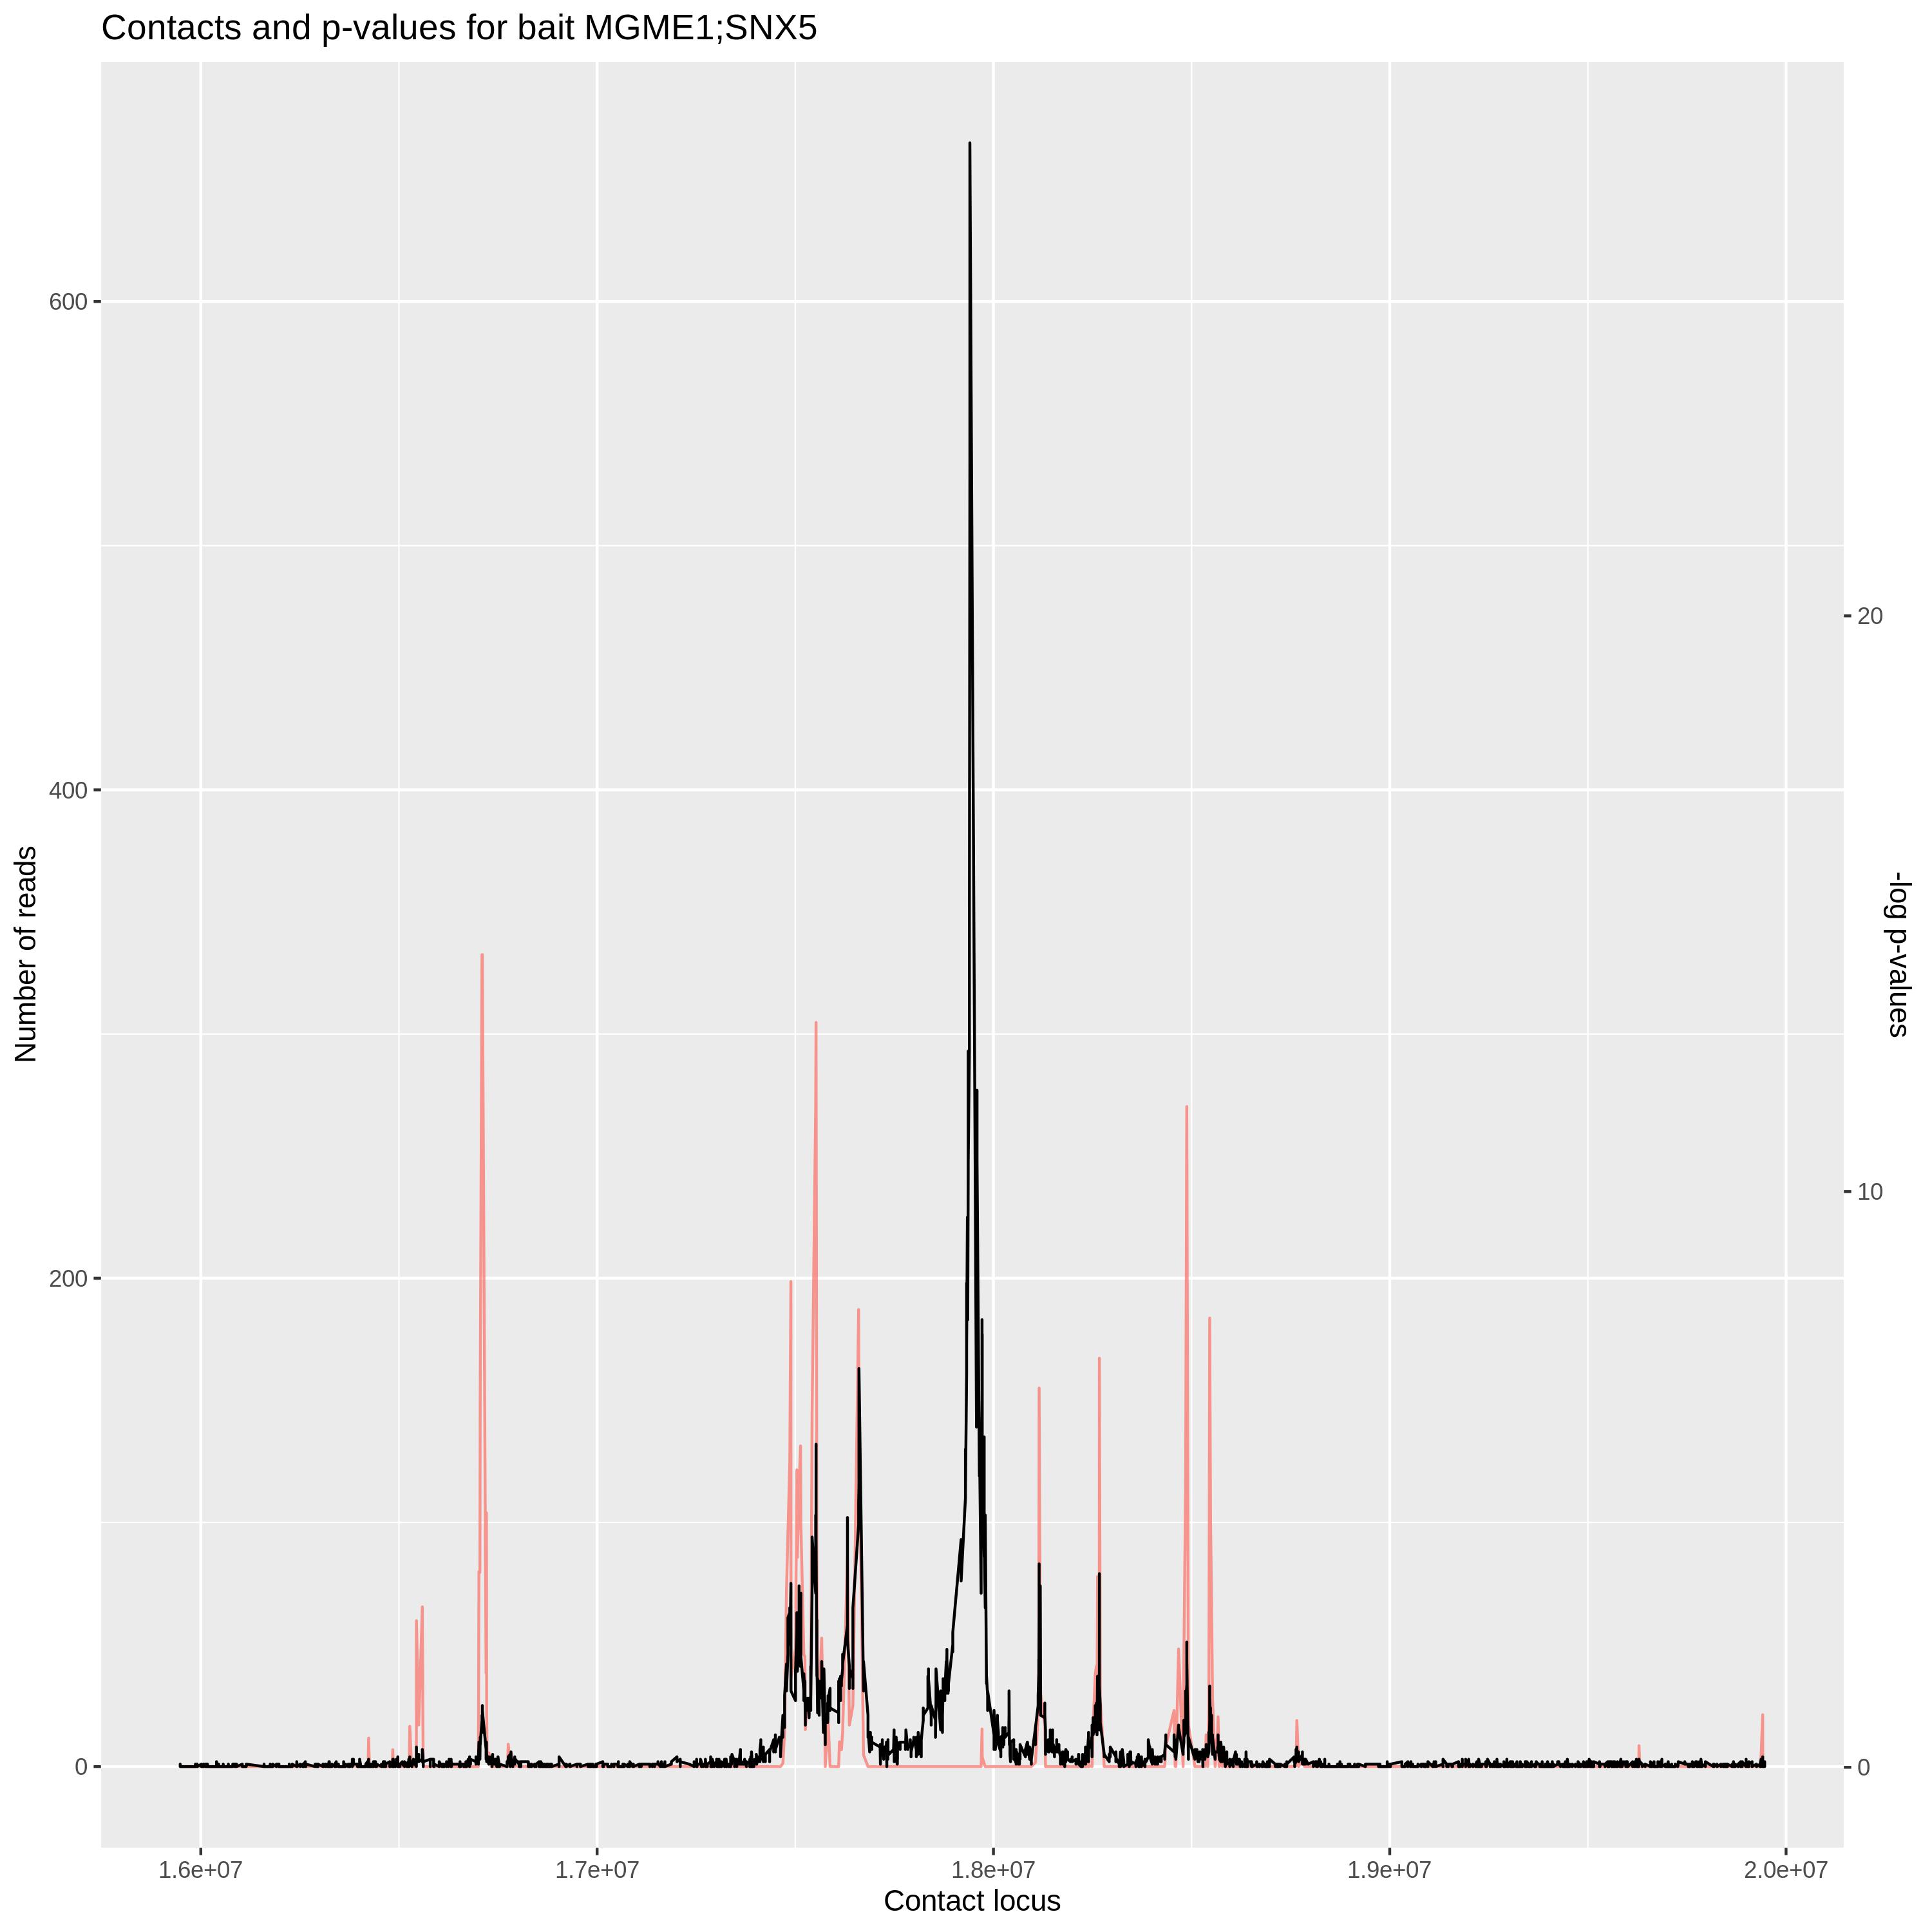 Contacts and p-values for bait MGME1;SNX5
600
400
200
0
Number of reads
20
10
0
-log p-values
1.6e+07
1.7e+07
1.8e+07
1.9e+07
2.0e+07
Contact locus